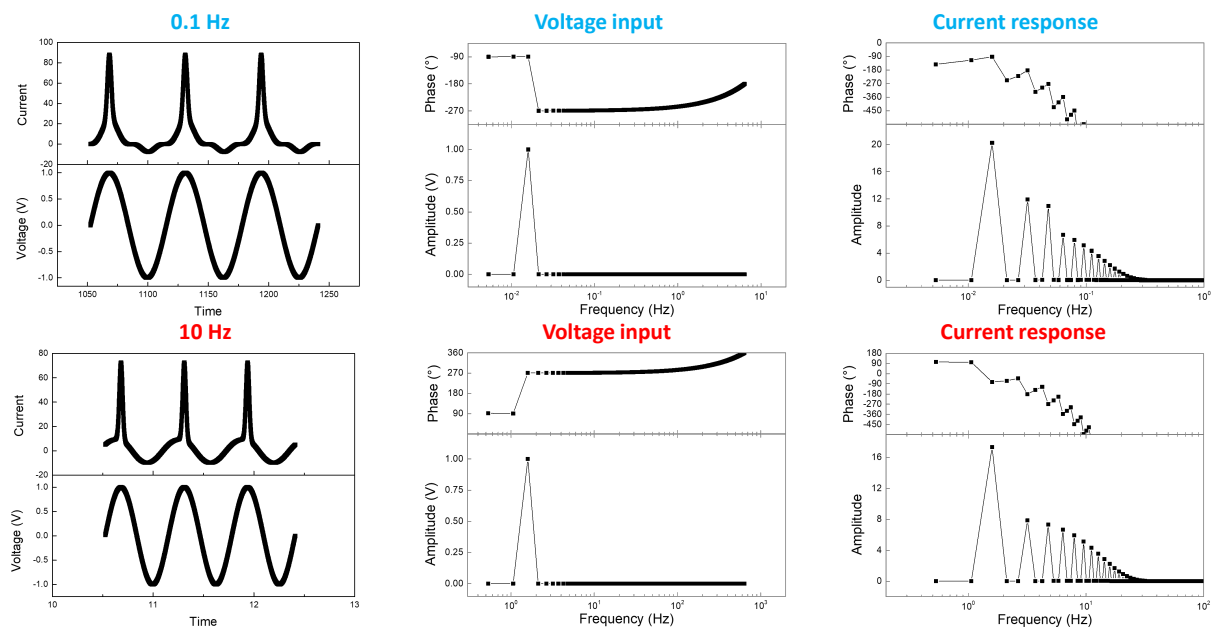 0.1 Hz
Voltage input
Current response
100
80
60
40
20
0
-20
Current
1.0
0.5
0.0
-0.5
-1.0
Voltage (V)
1050 1100 1150 1200 1250
Time
-90
-180
-270
Phase (°)
1.00
0.75
0.50
0.25
0.00
Amplitude (V)
10-2 10-1 100 101
Frequency (Hz)
0
-90
-180
-270
-360
-450
Phase (°)
20
16
12
8
4
0
Amplitude
10-2 10-1 100
Frequency (Hz)
10 Hz
Voltage input
Current response
80
60
40
20
0
-20
Current
1.0
0.5
0.0
-0.5
-1.0
Voltage (V)
10 11 12 13
Time
360
270
180
90
Phase (°)
1.00
0.75
0.50
0.25
0.00
Amplitude (V)
100 101 102 103
Frequency (Hz)
180
90
0
-90
-180
-270
-360
-450
Phase (°)
16
12
8
4
0
Amplitude
100 101 102
Frequency (Hz)